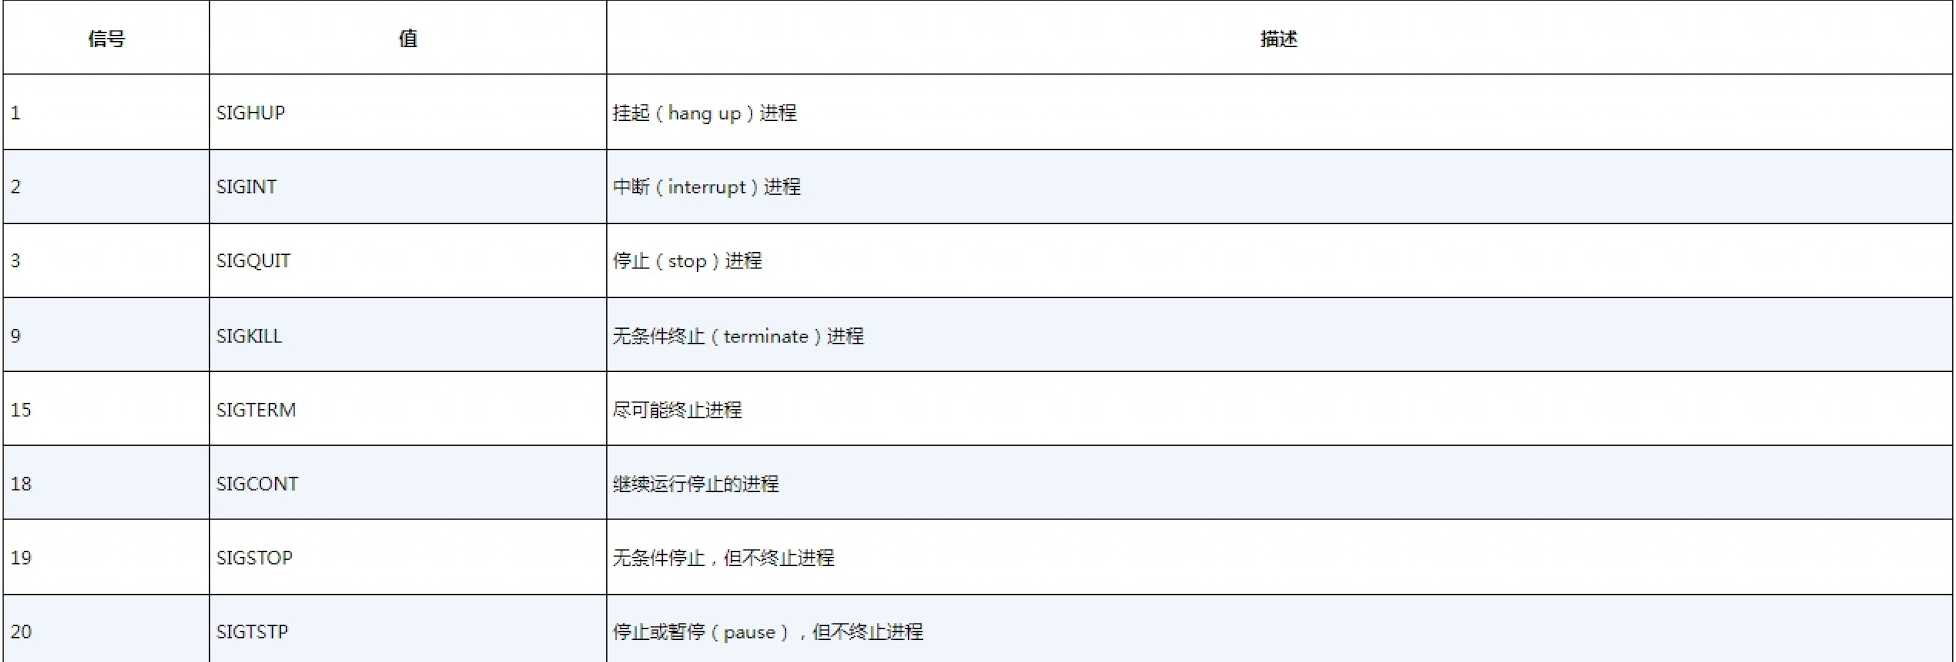 信号 值 描述
1 SIGHUP 挂起（hang up）进程
2 SIGINT 中断（interrupt）进程
3 SIGQUIT 停止（stop）进程
9 SIGKILL 无条件终止（terminate）进程
15 SIGTERM 尽可能终止进程
18 SIGCONT 继续运行停止的进程
19 SIGSTOP 无条件停止，但不终止进程
20 SIGTSTP 停止或暂停（pause），但不终止进程